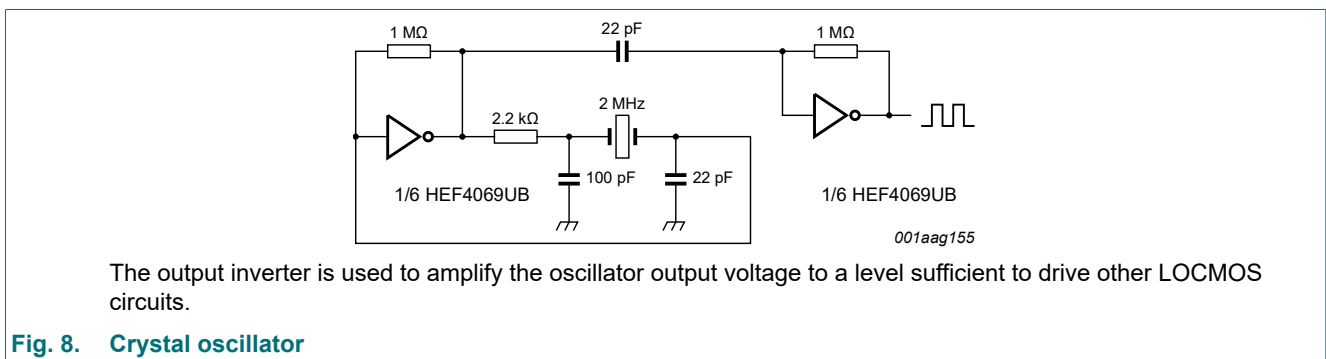 1 MΩ
22 pF
1 MΩ
2.2 kΩ
2 MHz
100 pF
22 pF
1/6 HEF4069UB
1/6 HEF4069UB
001aag155
The output inverter is used to amplify the oscillator output voltage to a level sufficient to drive other LOCMOS
circuits.
Fig. 8. Crystal oscillator